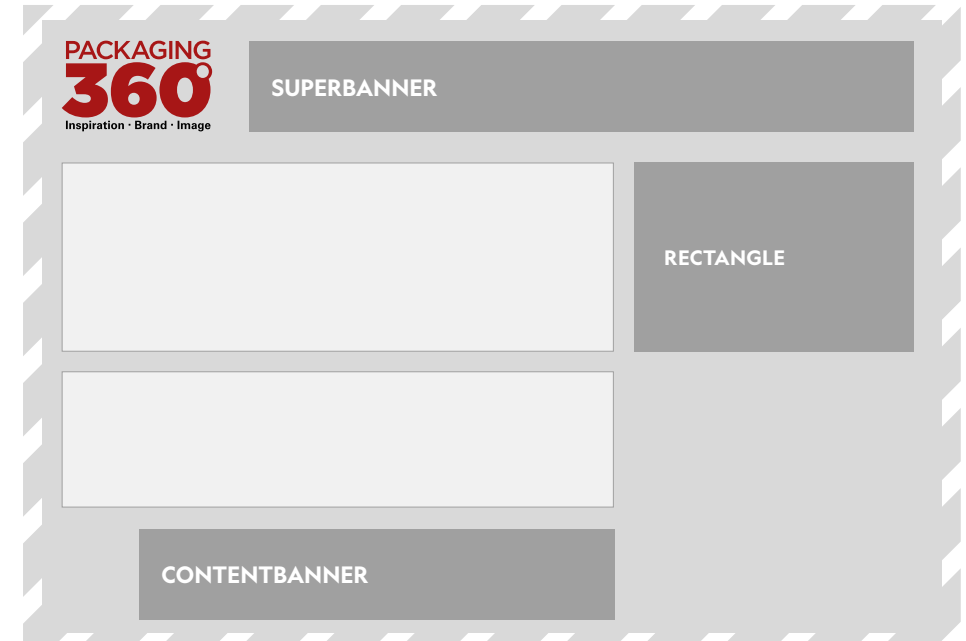 PACKAGING
360°
Inspiration · Brand · Image
SUPERBANNER
RECTANGLE
CONTENTBANNER